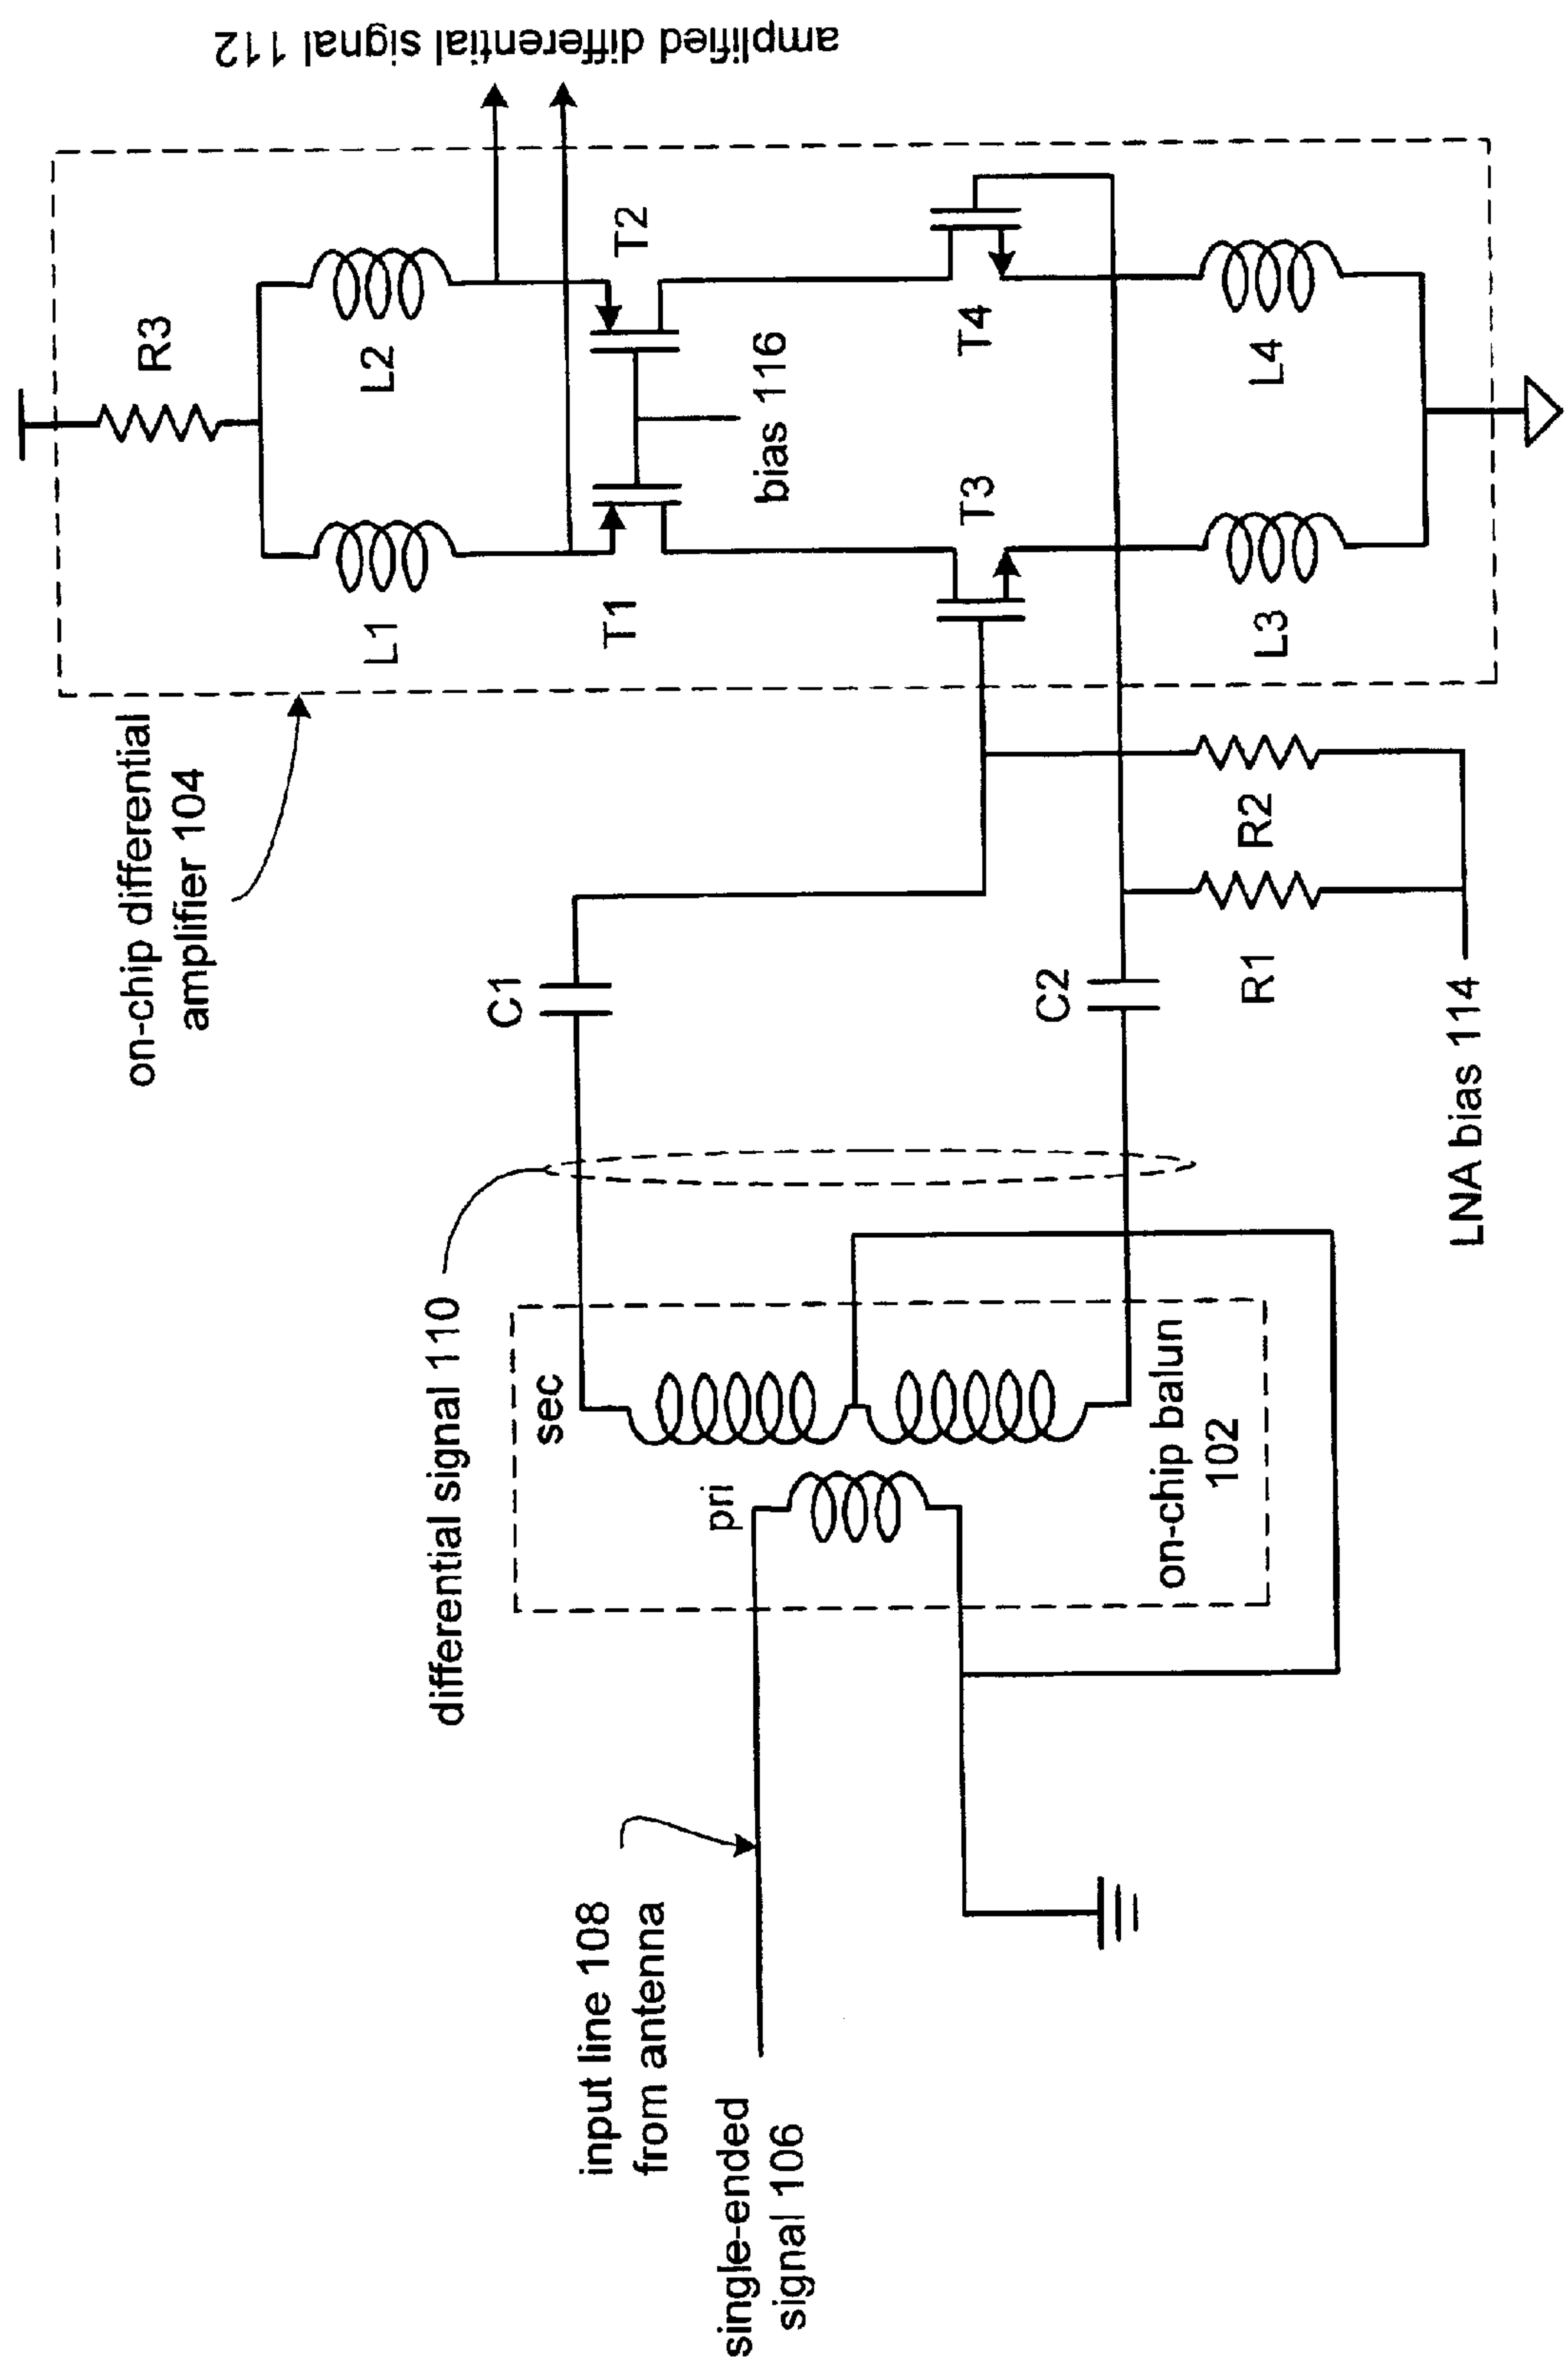 on-chip differential
amplifier 104
R3
L1
L2
amplified differential signal 112
T1
T2
bias 116
T3
T4
L3
L4
C1
C2
R1
R2
LNA bias 114
differential signal 110
sec
pri
on-chip balun
102
input line 108
from antenna
single-ended
signal 106